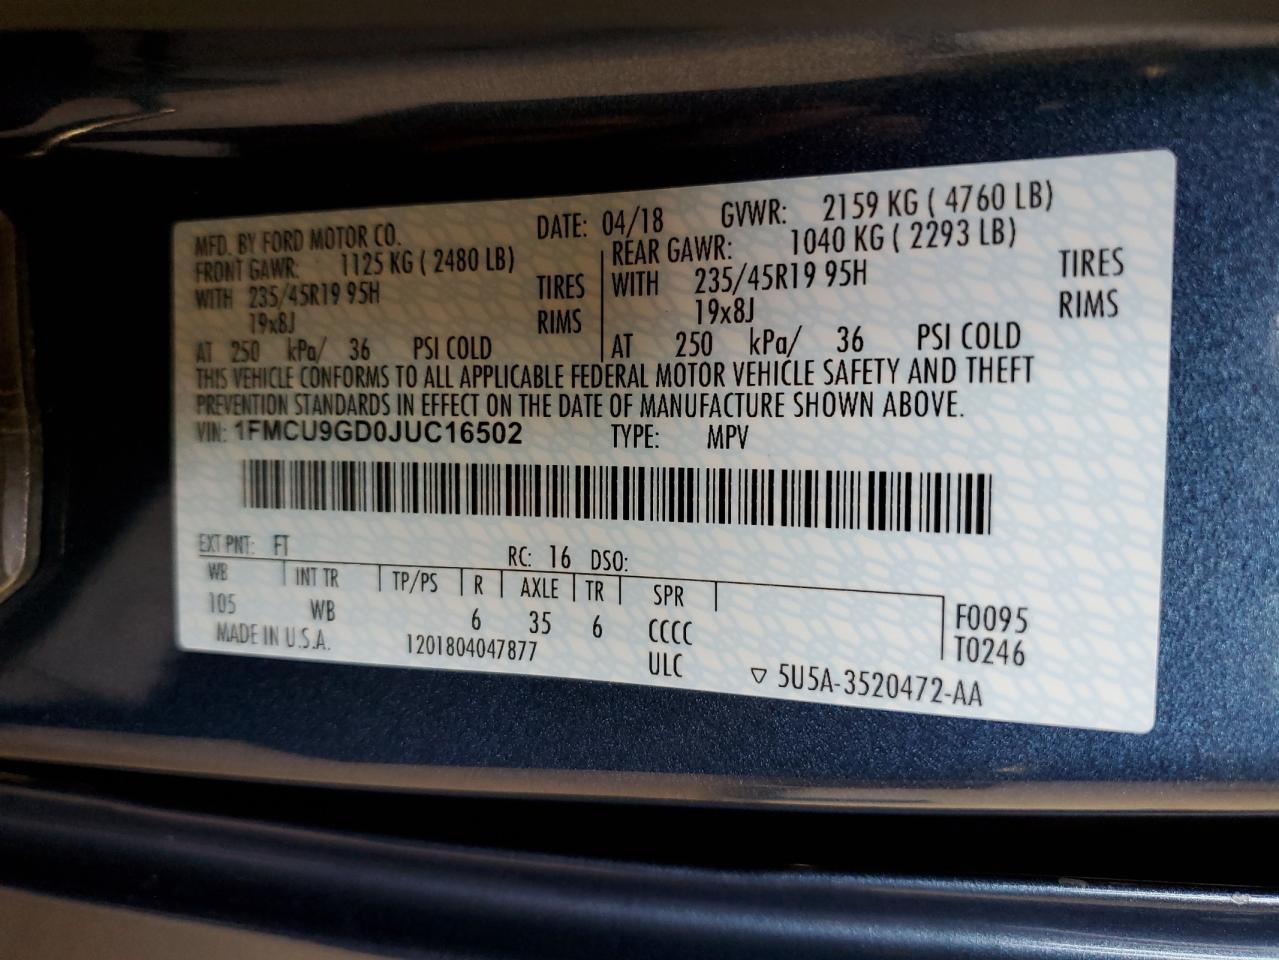 MFD. BY FORD MOTOR CO. DATE: 04/18 GVWR: 2159 KG ( 4760 LB)
FRONT GAWR: 1125 KG ( 2480 LB) REAR GAWR: 1040 KG ( 2293 LB)
WITH 235/45R19 95H TIRES WITH 235/45R19 95H TIRES
19x8J RIMS 19x8J RIMS
AT 250 kPa/ 36 PSI COLD AT 250 kPa/ 36 PSI COLD
THIS VEHICLE CONFORMS TO ALL APPLICABLE FEDERAL MOTOR VEHICLE SAFETY AND THEFT
PREVENTION STANDARDS IN EFFECT ON THE DATE OF MANUFACTURE SHOWN ABOVE.
VIN: 1FMCU9GD0JUC16502 TYPE: MPV
EXT PNT: FT RC: 16 DSO:
WB INT TR TP/PS R AXLE TR SPR
105 WB 6 35 6 CCCC F0095
MADE IN U.S.A. 1201804047877 ULC T0246
▽ 5U5A-3520472-AA